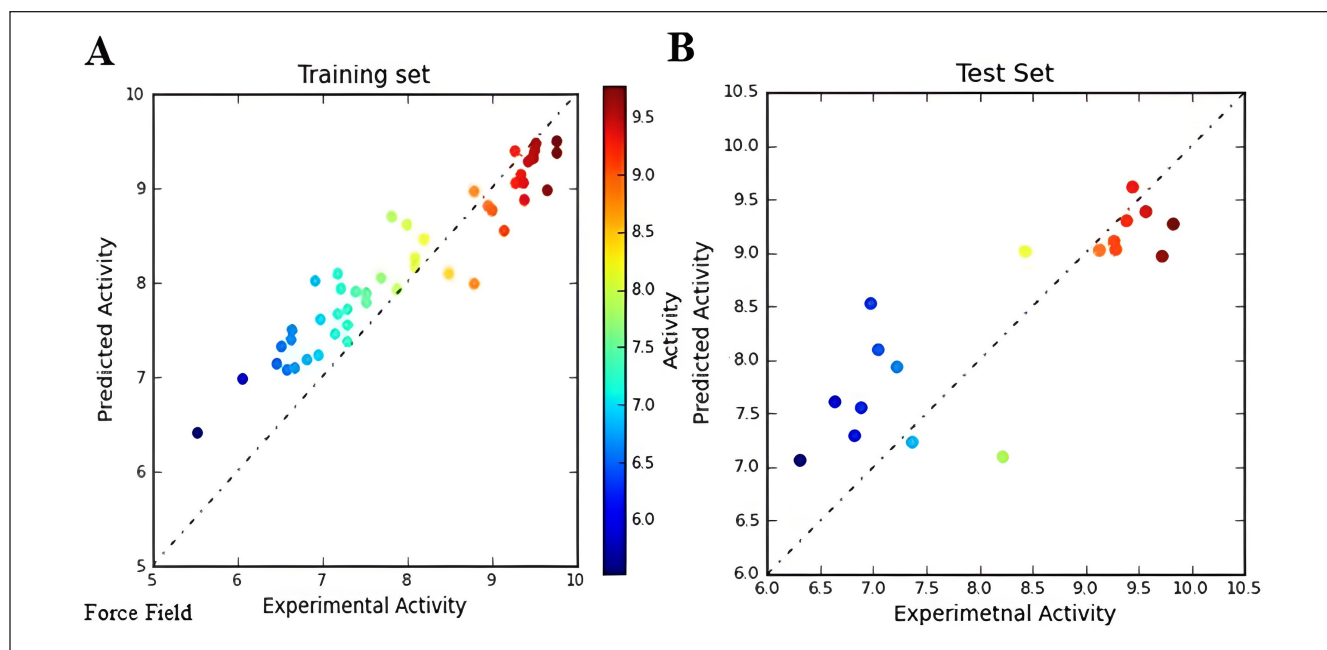 A
Training set
10
9
8
7
6
5
5 6 7 8 9 10
Predicted Activity
Experimental Activity
Force Field
9.5
9.0
8.5
8.0
7.5
7.0
6.5
6.0
Activity
B
Test Set
10.5
10.0
9.5
9.0
8.5
8.0
7.5
7.0
6.5
6.0
6.0 6.5 7.0 7.5 8.0 8.5 9.0 9.5 10.0 10.5
Predicted Activity
Experimetnal Activity